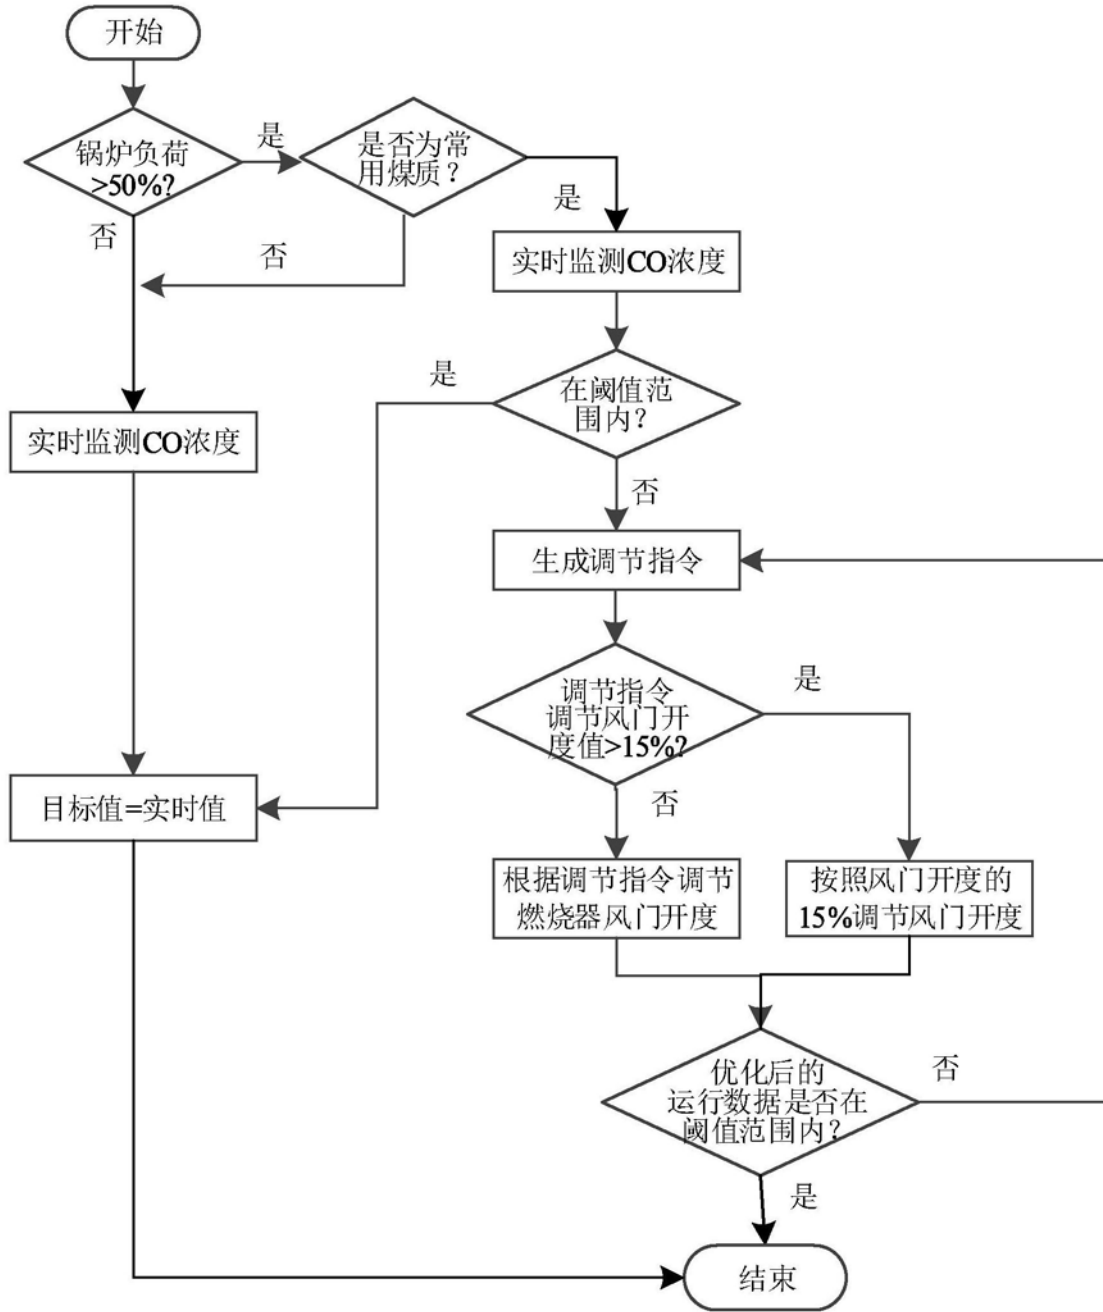 开始
锅炉负荷
>50%?
是
是否为常
用煤质？
是
否
否
实时监测CO浓度
是
在阈值范
围内？
实时监测CO浓度
否
生成调节指令
调节指令
调节风门开
度值>15%?
是
目标值=实时值
否
根据调节指令调节
燃烧器风门开度
按照风门开度的
15%调节风门开度
优化后的
运行数据是否在
阈值范围内？
否
是
结束